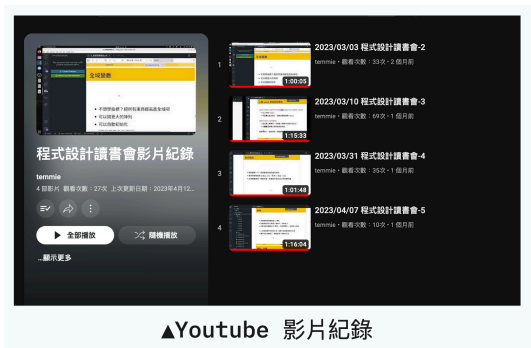 全域變數
程式設計讀書會影片紀錄
temmie
4 部影片 觀看次數：27次 上次更新日期：2023年4月12...
全部播放
隨機播放
...顯示更多
1
1:00:05
2023/03/03 程式設計讀書會-2
temmie • 觀看次數：33次 • 2 個月前
2
1:15:33
2023/03/10 程式設計讀書會-3
temmie • 觀看次數：69次 • 1 個月前
3
1:01:48
2023/03/31 程式設計讀書會-4
temmie • 觀看次數：35次 • 1 個月前
4
1:16:04
2023/04/07 程式設計讀書會-5
temmie • 觀看次數：10次 • 1 個月前
▲Youtube 影片紀錄